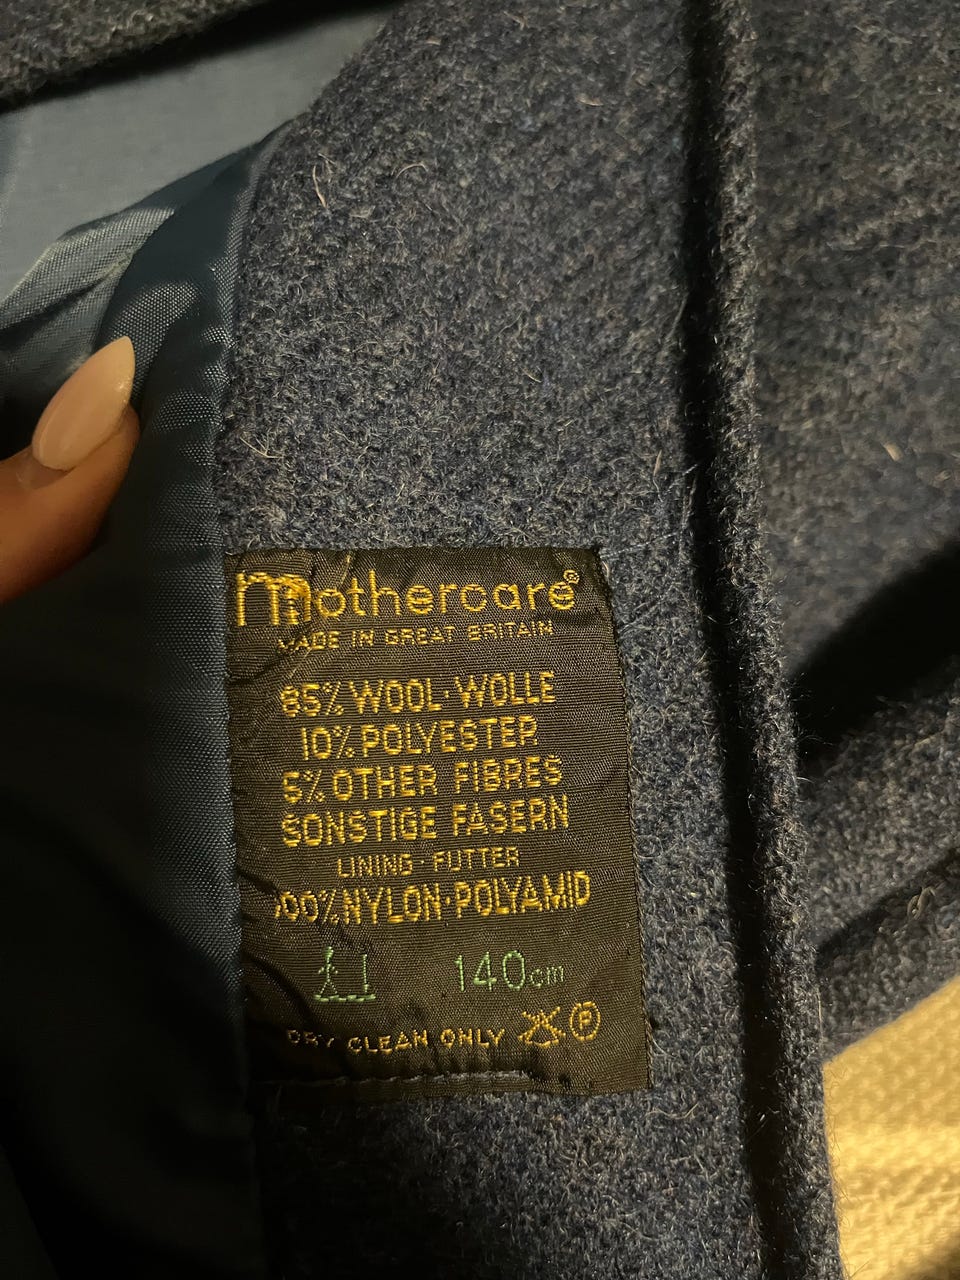 mothercare®
MADE IN GREAT BRITAIN
85% WOOL·WOLLE
10% POLYESTER
5% OTHER FIBRES
SONSTIGE FASERN
LINING·FUTTER
100% NYLON·POLYAMID
140cm
DRY CLEAN ONLY P